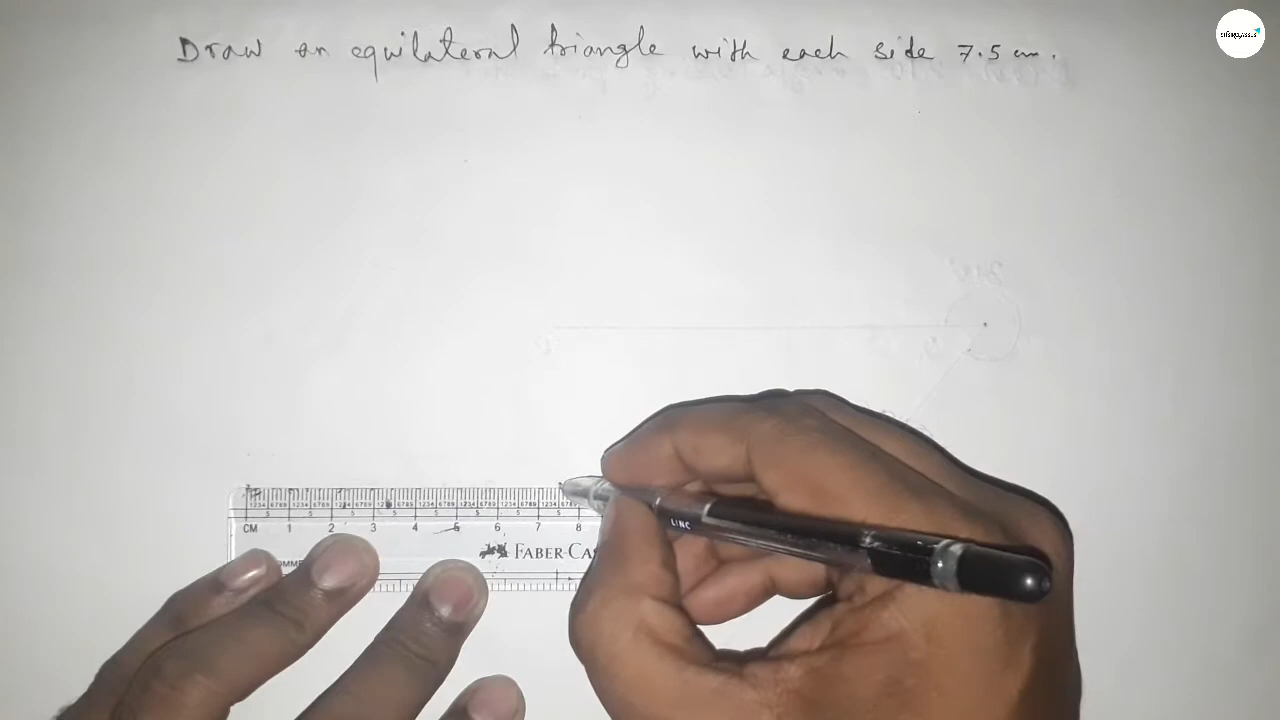 Draw an equilateral triangle with each side 7.5 cm.
CM 1 2 3 4 5 6 7 8
FABER-CAS
LINC